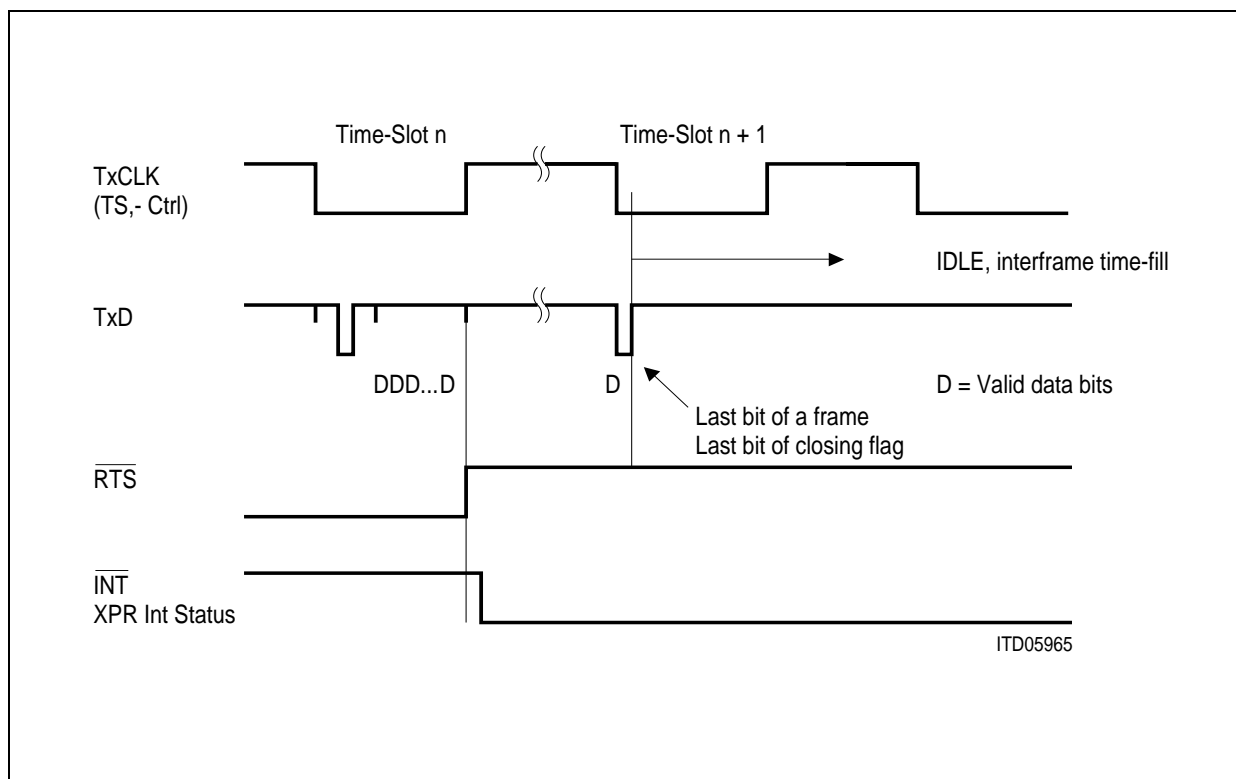 Time-Slot n
Time-Slot n + 1
TxCLK
(TS,- Ctrl)
IDLE, interframe time-fill
TxD
DDD...D
D
D = Valid data bits
Last bit of a frame
Last bit of closing flag
RTS
INT
XPR Int Status
ITD05965